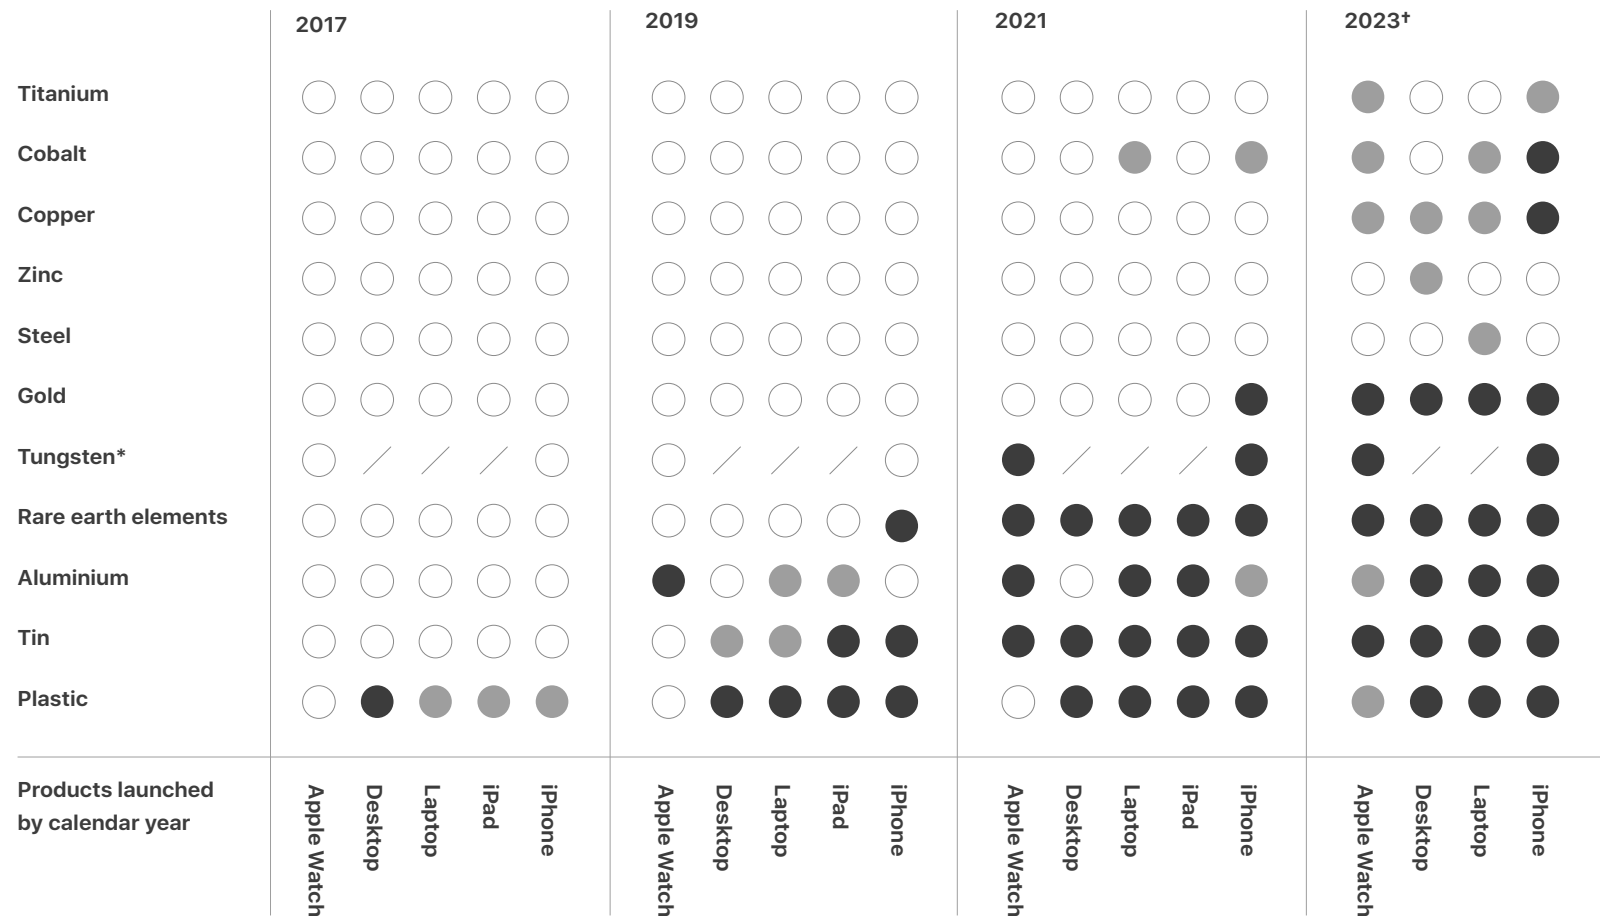 2017
2019
2021
2023†
Titanium
Cobalt
Copper
Zinc
Steel
Gold
Tungsten*
Rare earth elements
Aluminium
Tin
Plastic
Products launched
by calendar year
Apple Watch
Desktop
Laptop
iPad
iPhone
Apple Watch
Desktop
Laptop
iPad
iPhone
Apple Watch
Desktop
Laptop
iPad
iPhone
Apple Watch
Desktop
Laptop
iPhone